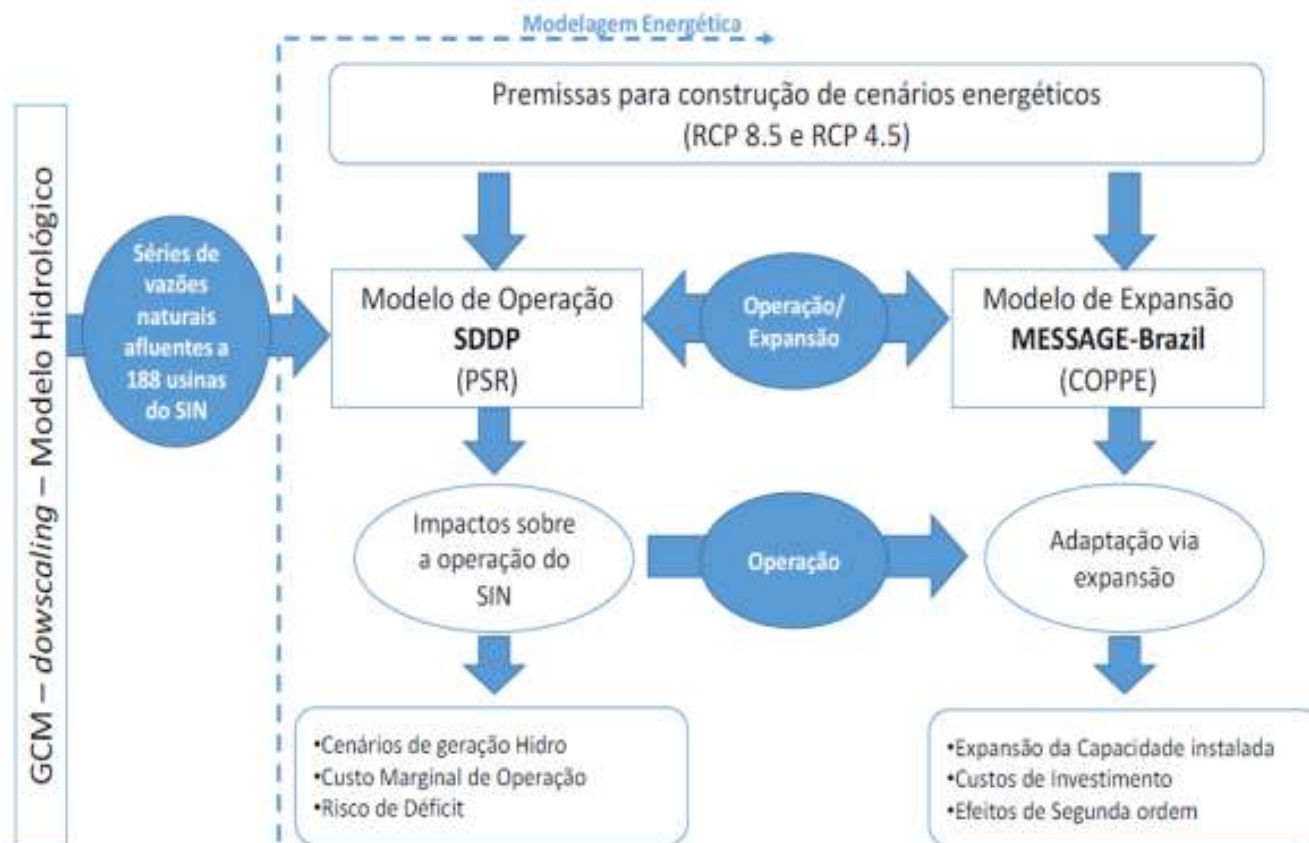 Modelagem Energética
Premissas para construção de cenários energéticos
(RCP 8.5 e RCP 4.5)
GCM – dowscaling – Modelo Hidrológico
Séries de
vazões
naturais
afluentes a
188 usinas
do SIN
Modelo de Operação
SDDP
(PSR)
Operação/
Expansão
Modelo de Expansão
MESSAGE-Brazil
(COPPE)
Impactos sobre
a operação do
SIN
Operação
Adaptação via
expansão
•Cenários de geração Hidro
•Custo Marginal de Operação
•Risco de Déficit
•Expansão da Capacidade instalada
•Custos de Investimento
•Efeitos de Segunda ordem